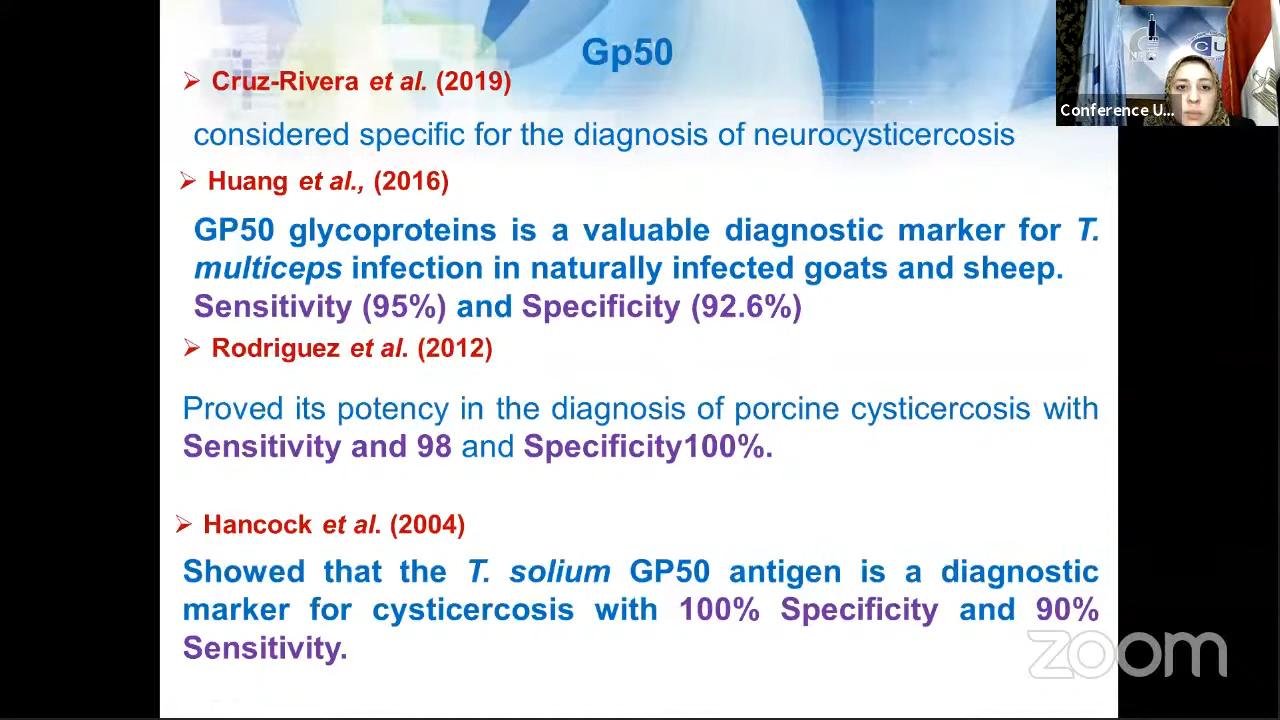 Gp50
➢ Cruz-Rivera et al. (2019)
considered specific for the diagnosis of neurocysticercosis
➢ Huang et al., (2016)
GP50 glycoproteins is a valuable diagnostic marker for T.
multiceps infection in naturally infected goats and sheep.
Sensitivity (95%) and Specificity (92.6%)
➢ Rodriguez et al. (2012)
Proved its potency in the diagnosis of porcine cysticercosis with
Sensitivity and 98 and Specificity100%.
➢ Hancock et al. (2004)
Showed that the T. solium GP50 antigen is a diagnostic
marker for cysticercosis with 100% Specificity and 90%
Sensitivity.
Conference U...
zoom